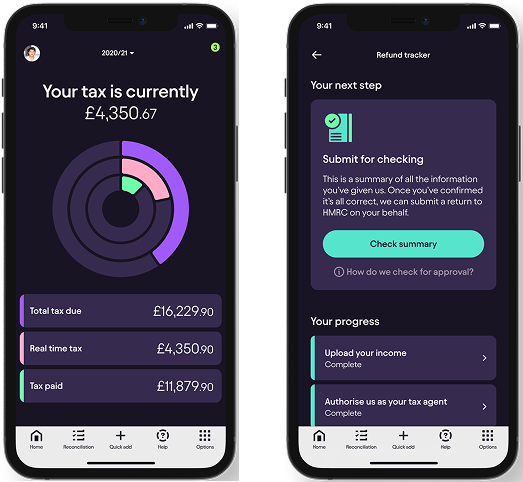 9:41
2020/21
3
Your tax is currently
£4,350.67
Total tax due £16,229.90
Real time tax £4,350.90
Tax paid £11,879.90
Home Reconciliation Quick add Help Options
9:41
Refund tracker
Your next step
Submit for checking
This is a summary of all the information
you've given us. Once you've confirmed
it's all correct, we can submit a return to
HMRC on your behalf.
Check summary
How do we check for approval?
Your progress
Upload your income
Complete
Authorise us as your tax agent
Complete
Home Reconciliation Quick add Help Options